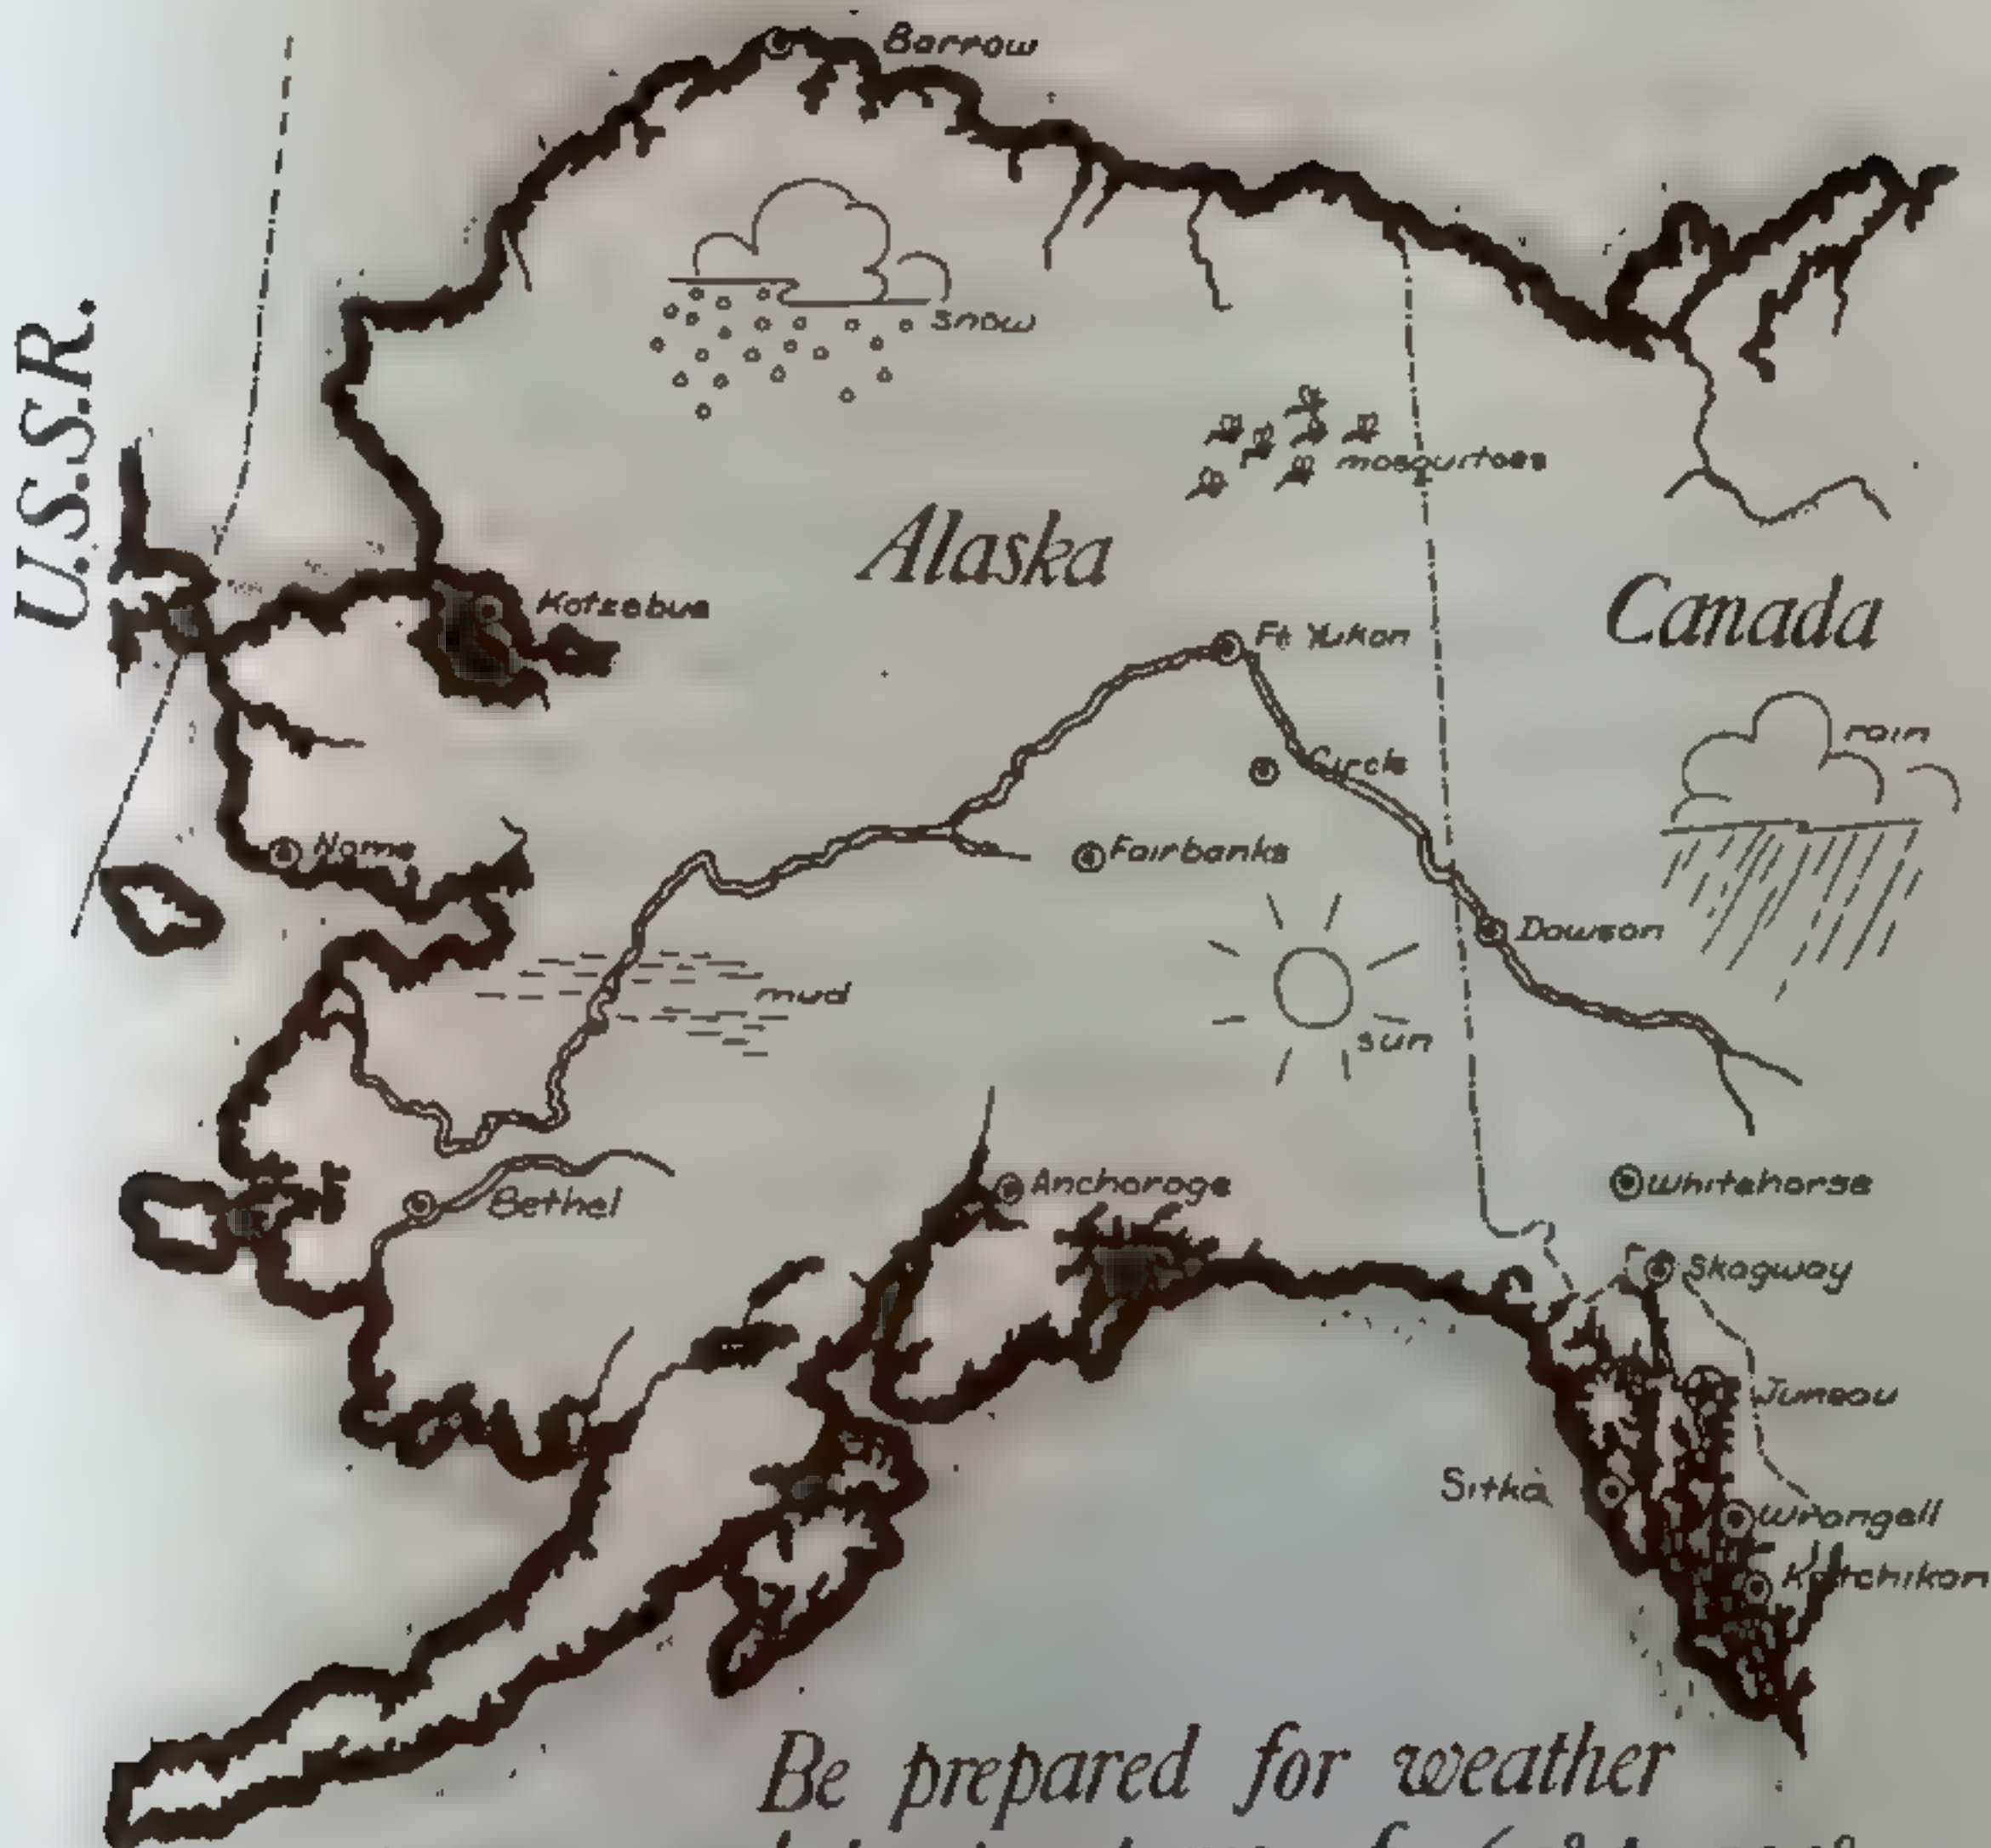 Barrow
U.S.S.R.
snow
mosquitoes
Alaska
Canada
Kotzebue
Ft Yukon
rain
Circle
Nome
Fairbanks
Dawson
mud
sun
Anchorage
Whitehorse
Bethel
Skagway
Juneau
Sitka
Wrangell
Ketchikan
Be prepared for weather